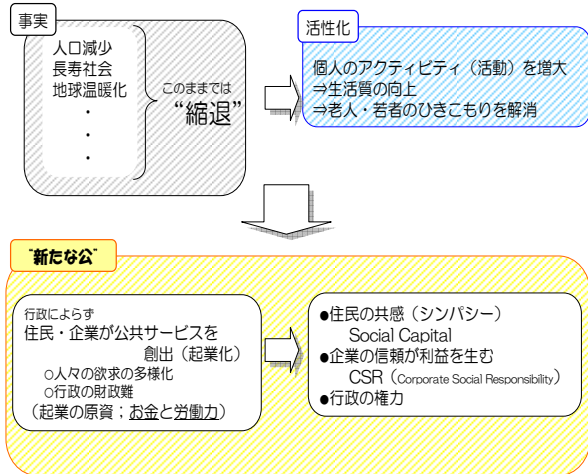 事実
人口減少
長寿社会
地球温暖化
・
・
・
このままでは
“縮退”
活性化
個人のアクティビティ（活動）を増大
⇒生活質の向上
⇒老人・若者のひきこもりを解消
“新たな公”
行政によらず
住民・企業が公共サービスを
創出（起業化）
○人々の欲求の多様化
○行政の財政難
（起業の原資；お金と労働力）
●住民の共感（シンパシー）
Social Capital
●企業の信頼が利益を生む
CSR（Corporate Social Responsibility）
●行政の権力